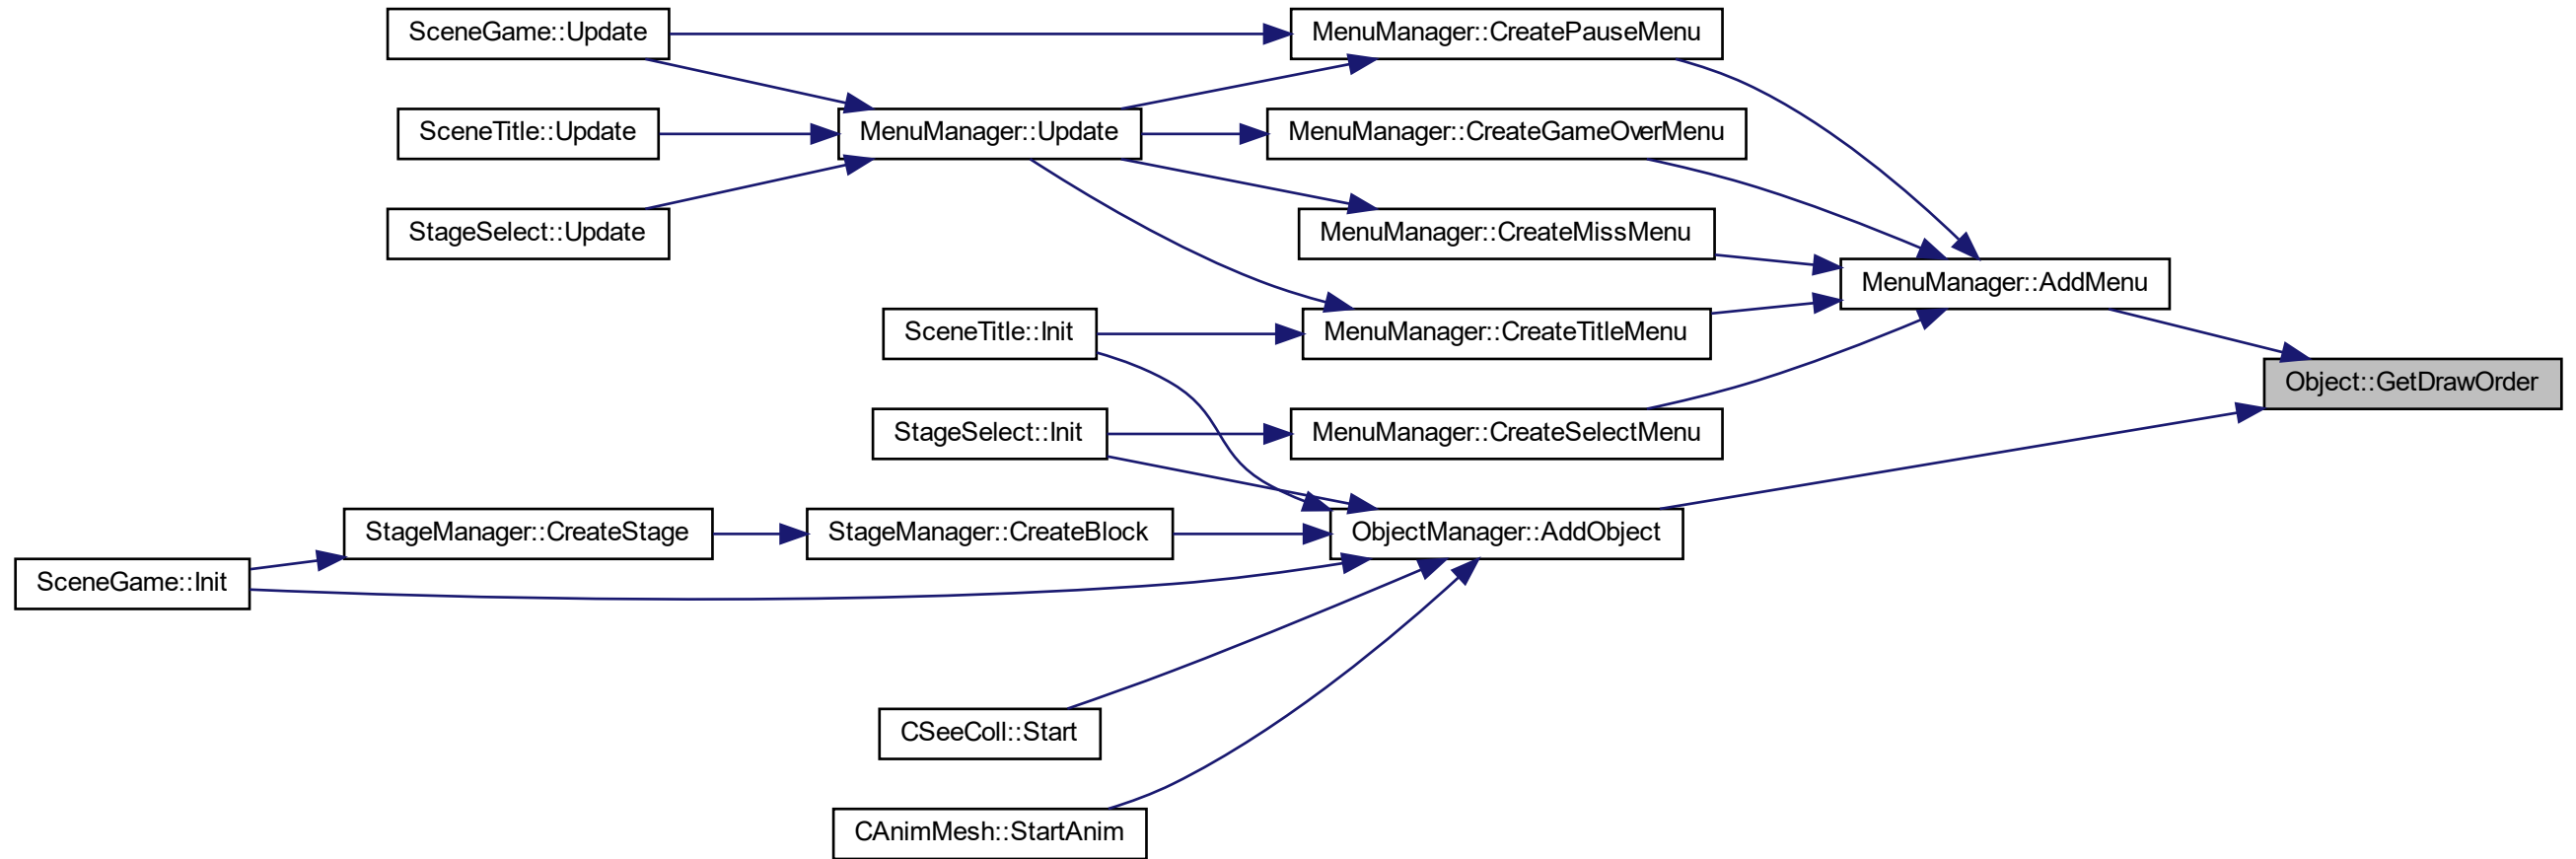 SceneGame::Update
MenuManager::CreatePauseMenu
SceneTitle::Update
MenuManager::Update
MenuManager::CreateGameOverMenu
StageSelect::Update
MenuManager::CreateMissMenu
MenuManager::AddMenu
SceneTitle::Init
MenuManager::CreateTitleMenu
Object::GetDrawOrder
StageSelect::Init
MenuManager::CreateSelectMenu
StageManager::CreateStage
StageManager::CreateBlock
ObjectManager::AddObject
SceneGame::Init
CSeeColl::Start
CAnimMesh::StartAnim